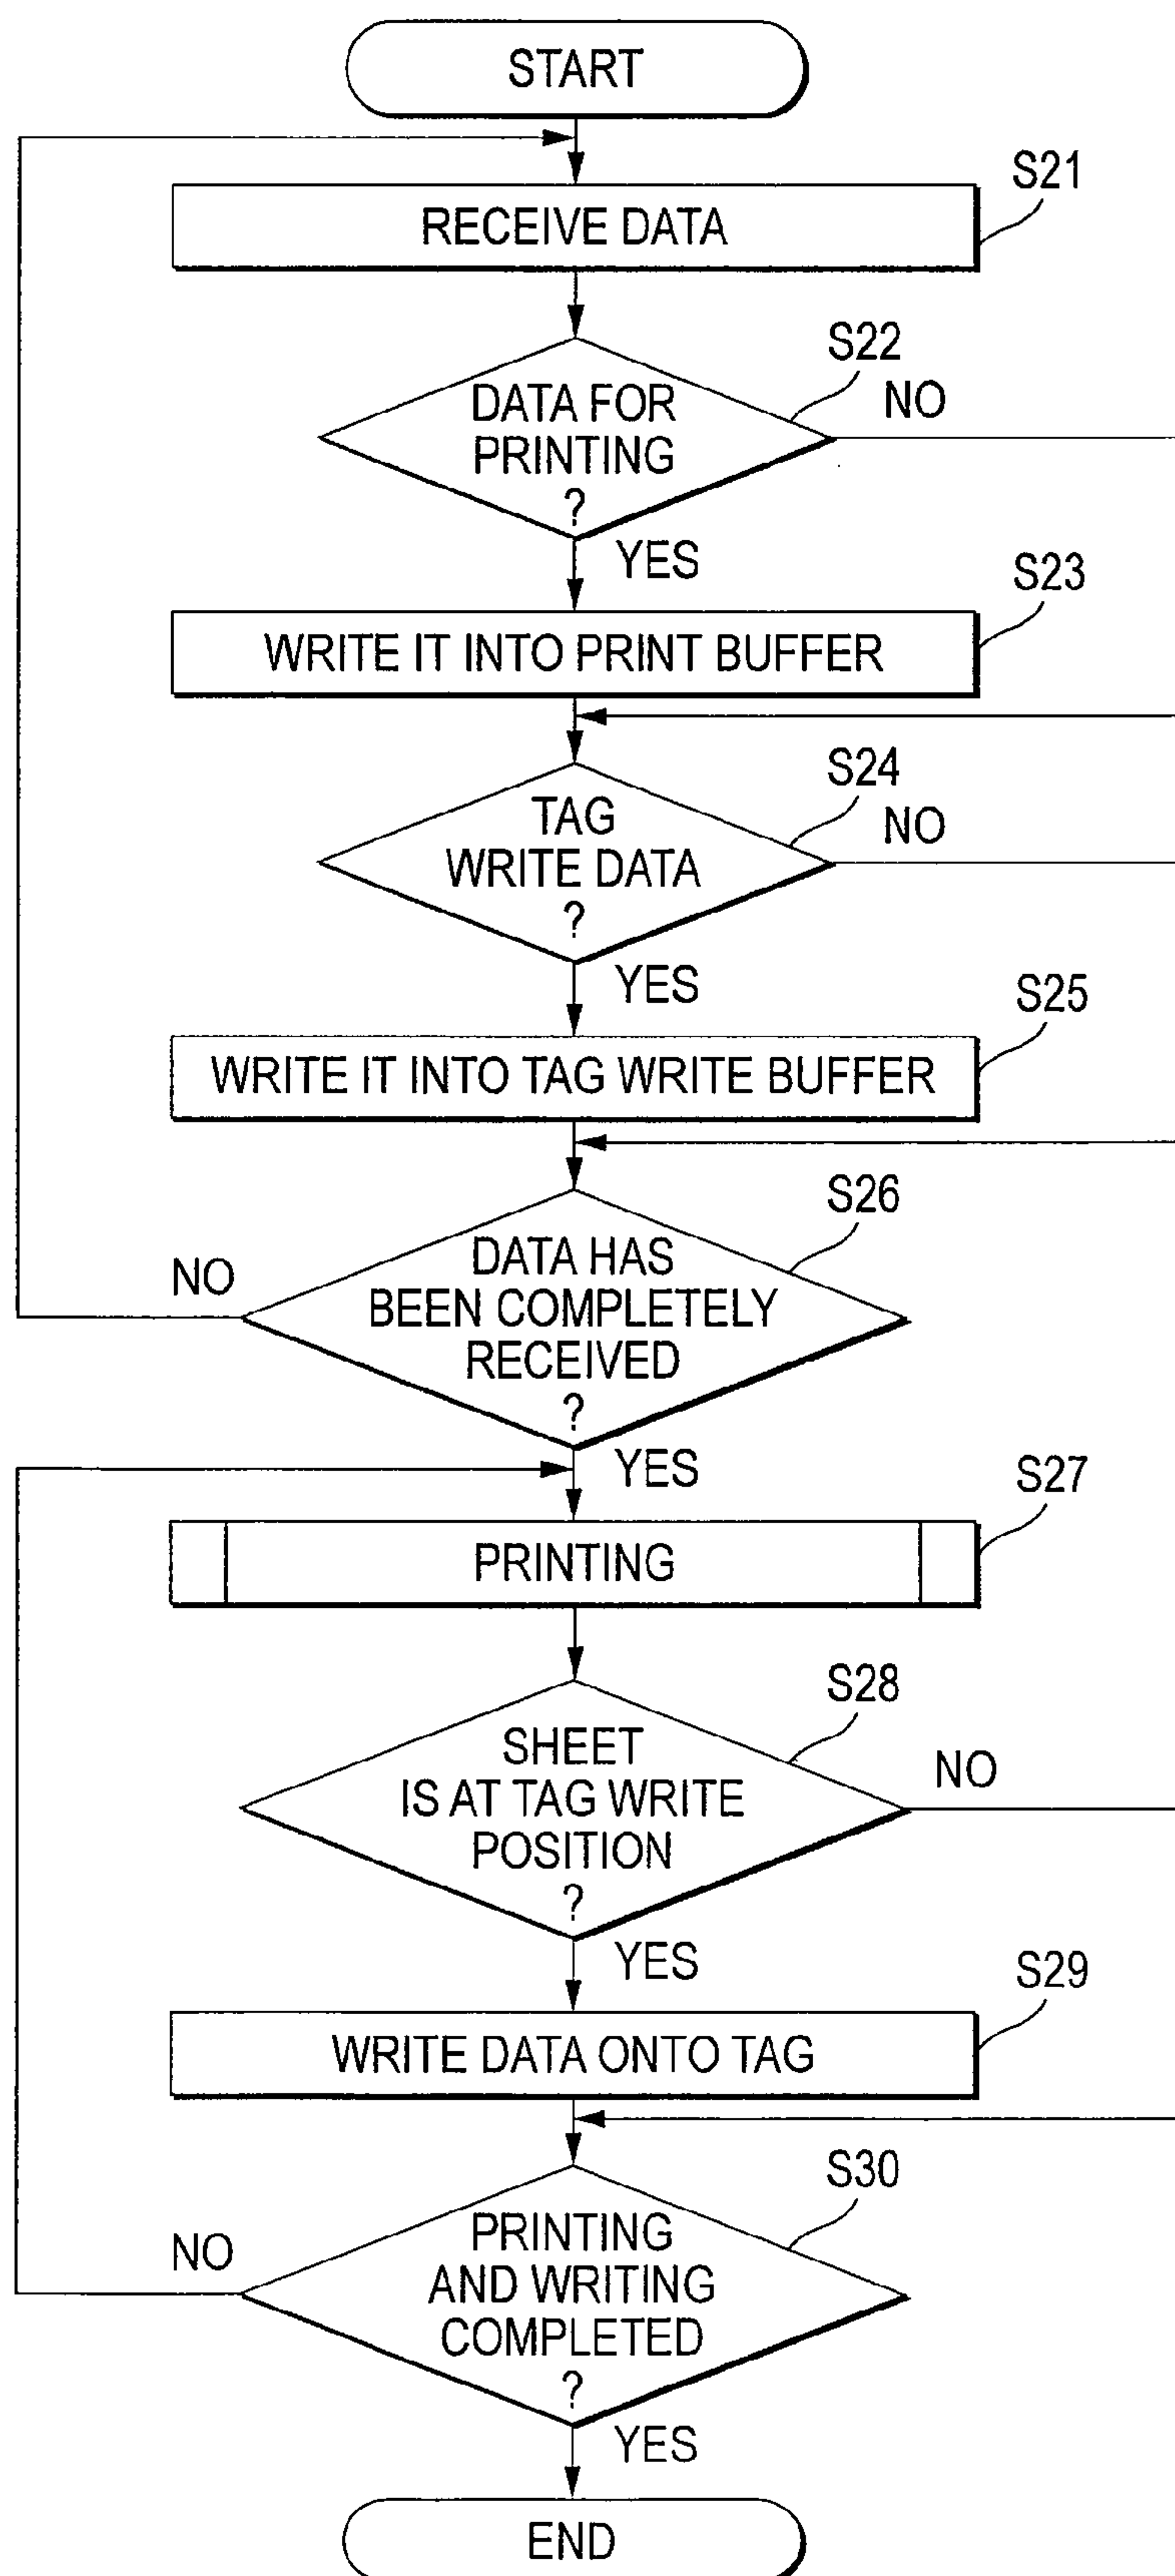 START
S21
RECEIVE DATA
S22
DATA FOR
PRINTING
?
NO
YES
S23
WRITE IT INTO PRINT BUFFER
S24
TAG
WRITE DATA
?
NO
YES
S25
WRITE IT INTO TAG WRITE BUFFER
S26
DATA HAS
BEEN COMPLETELY
RECEIVED
?
NO
YES
S27
PRINTING
S28
SHEET
IS AT TAG WRITE
POSITION
?
NO
YES
S29
WRITE DATA ONTO TAG
S30
PRINTING
AND WRITING
COMPLETED
?
NO
YES
END